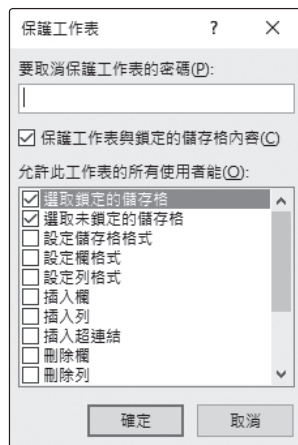 保護工作表 ? ×
要取消保護工作表的密碼(P):
保護工作表與鎖定的儲存格內容(C)
允許此工作表的所有使用者能(O):
選取鎖定的儲存格
選取未鎖定的儲存格
設定儲存格格式
設定欄格式
設定列格式
插入欄
插入列
插入超連結
刪除欄
刪除列
確定 取消